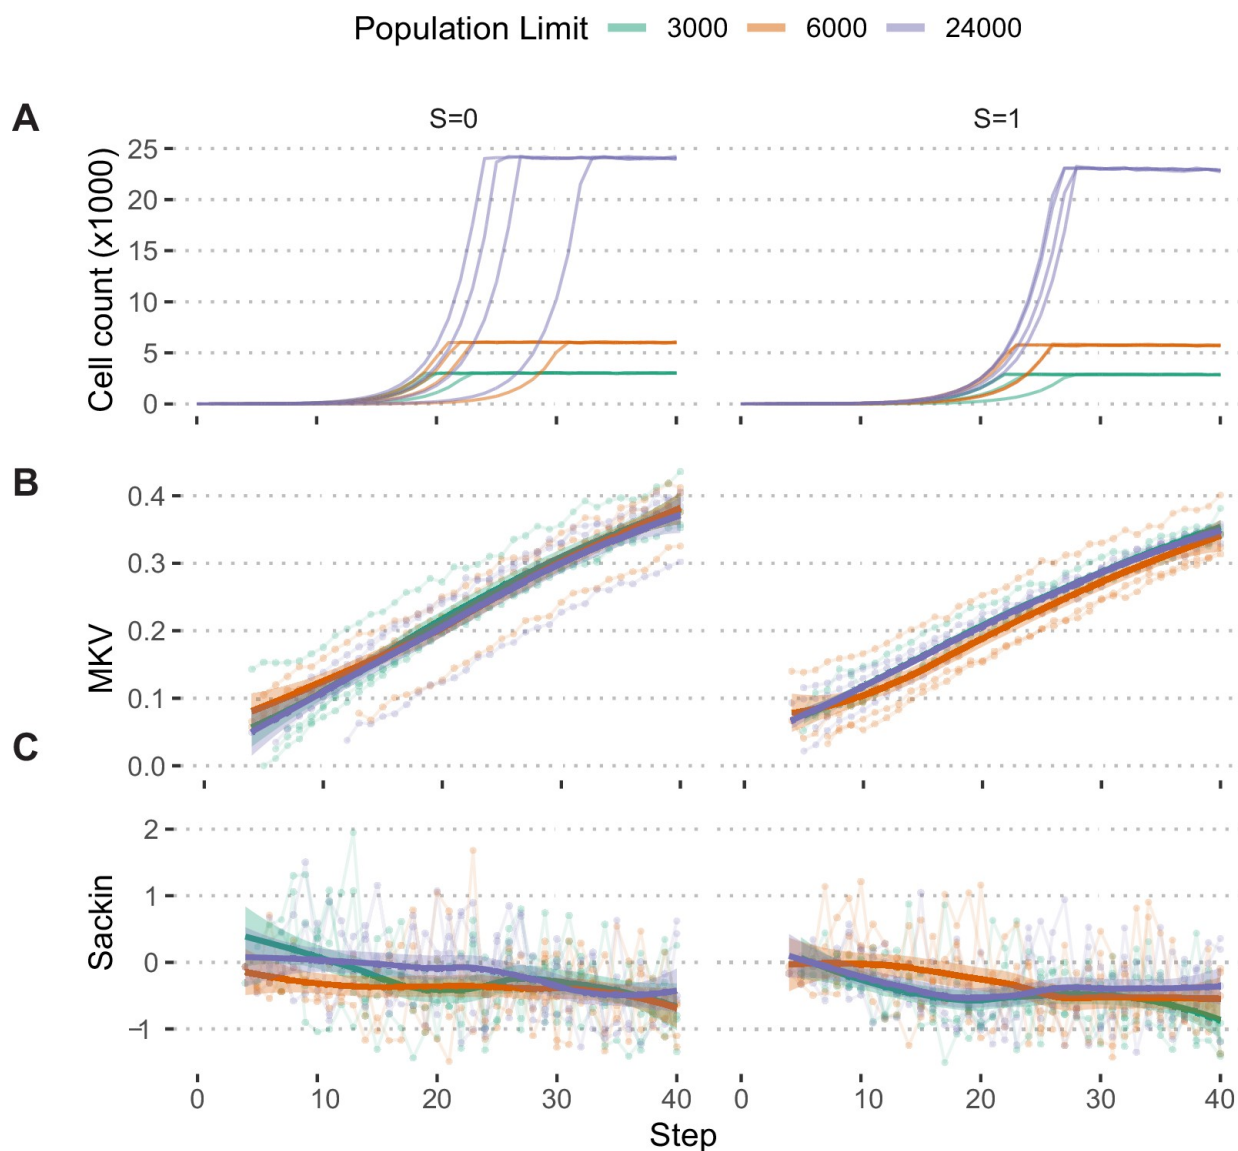 Population Limit 3000 6000 24000
A
S=0 S=1
Cell count (x1000)
25
20
15
10
5
0
B
MKV
0.4
0.3
0.2
0.1
0.0
C
Sackin
2
1
0
−1
0 10 20 30 40 0 10 20 30 40
Step